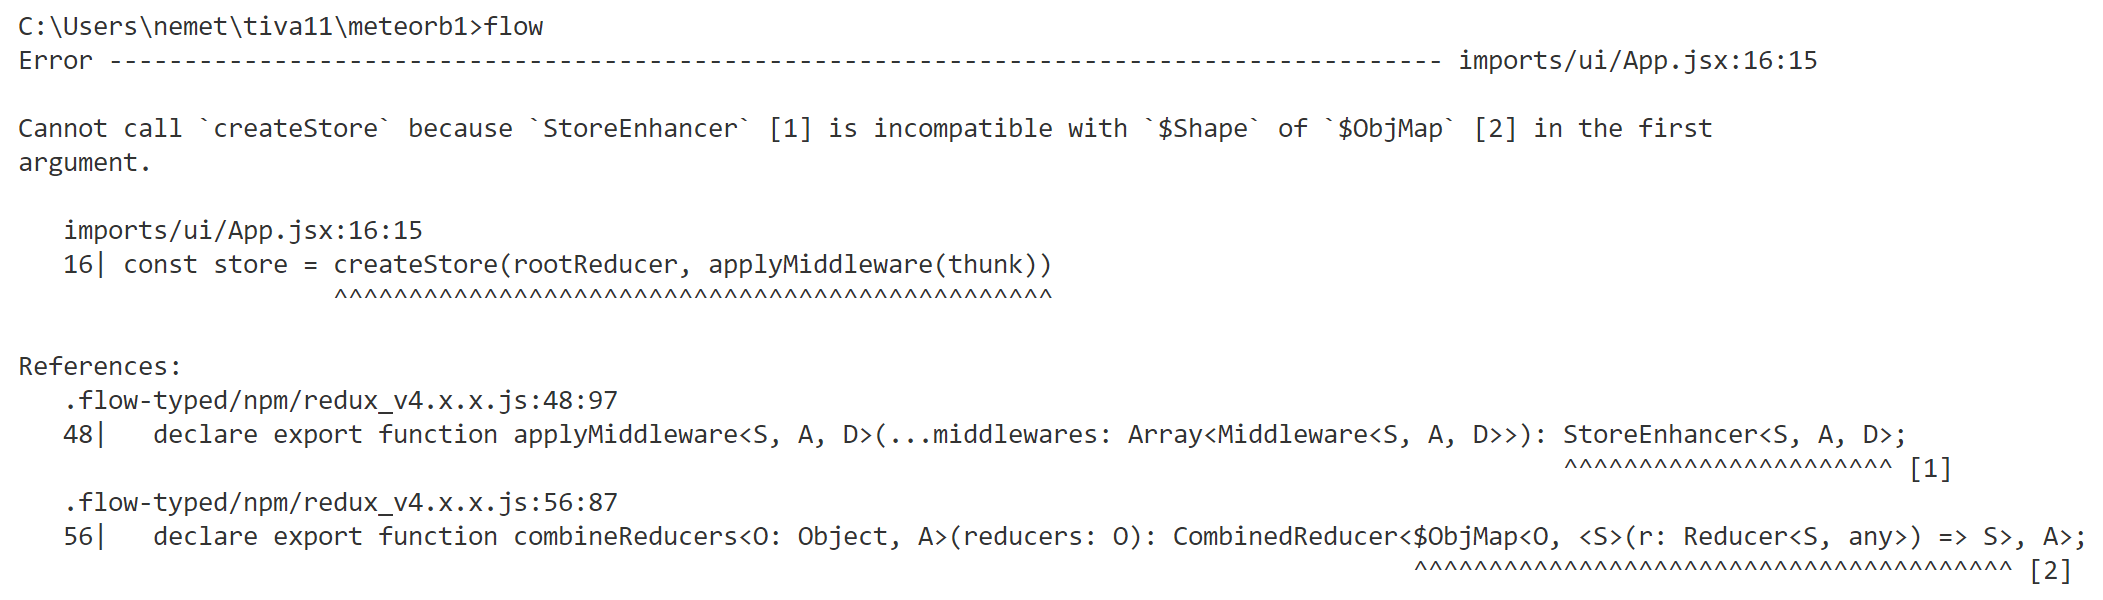 C:\Users\nemet\tiva11\meteorb1>flow
Error ----------------------------------------------------------------------------------------- imports/ui/App.jsx:16:15
Cannot call `createStore` because `StoreEnhancer` [1] is incompatible with `$Shape` of `$ObjMap` [2] in the first
argument.
imports/ui/App.jsx:16:15
16| const store = createStore(rootReducer, applyMiddleware(thunk))
^^^^^^^^^^^^^^^^^^^^^^^^^^^^^^^^^^^^^^^^^^^^^^^^
References:
.flow-typed/npm/redux_v4.x.x.js:48:97
48|   declare export function applyMiddleware<S, A, D>(...middlewares: Array<Middleware<S, A, D>>): StoreEnhancer<S, A, D>;
^^^^^^^^^^^^^^^^^^^^^^ [1]
.flow-typed/npm/redux_v4.x.x.js:56:87
56|   declare export function combineReducers<O: Object, A>(reducers: O): CombinedReducer<$ObjMap<O, <S>(r: Reducer<S, any>) => S>, A>;
^^^^^^^^^^^^^^^^^^^^^^^^^^^^^^^^^^^^^^^^ [2]